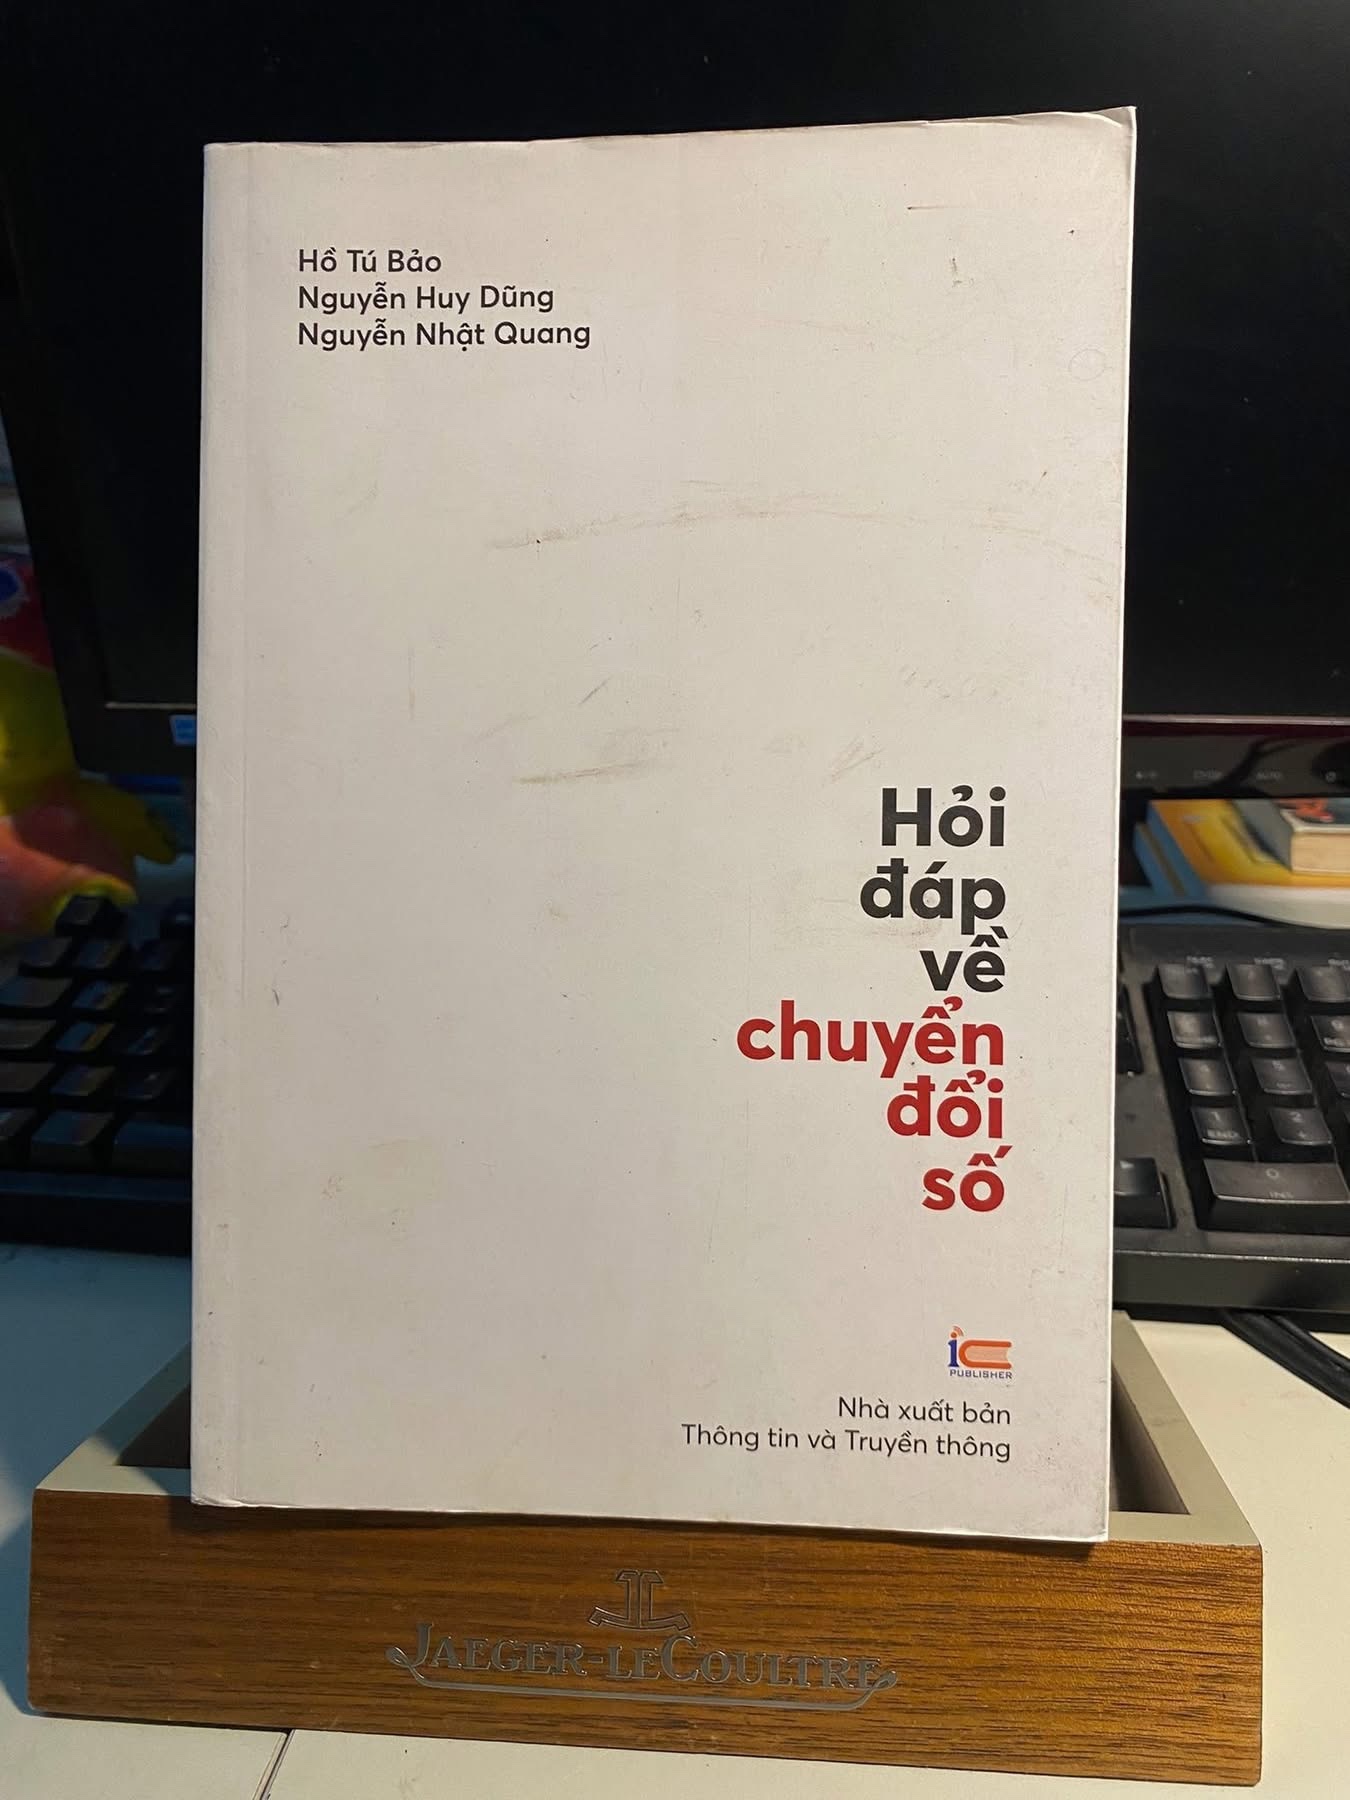 Hồ Tú Bảo
Nguyễn Huy Dũng
Nguyễn Nhật Quang
Hỏi
đáp
về
chuyển
đổi
số
ic
PUBLISHER
Nhà xuất bản
Thông tin và Truyền thông
JAEGER-LECOULTRE